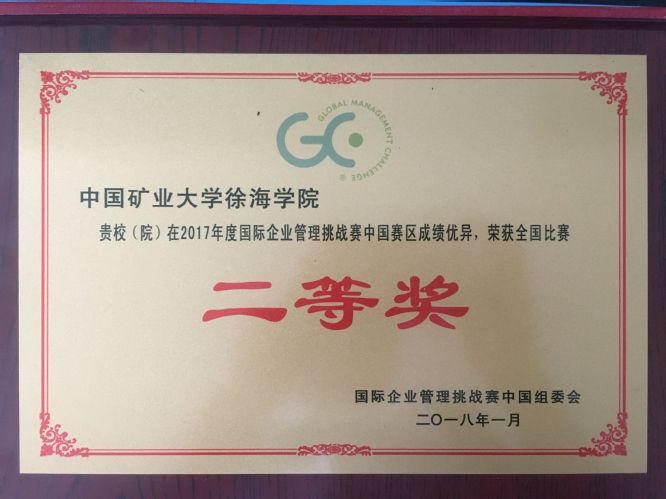 GLOBAL MANAGEMENT CHALLENGE ®
GC
中国矿业大学徐海学院
贵校（院）在2017年度国际企业管理挑战赛中国赛区成绩优异，荣获全国比赛
二等奖
国际企业管理挑战赛中国组委会
二〇一八年一月